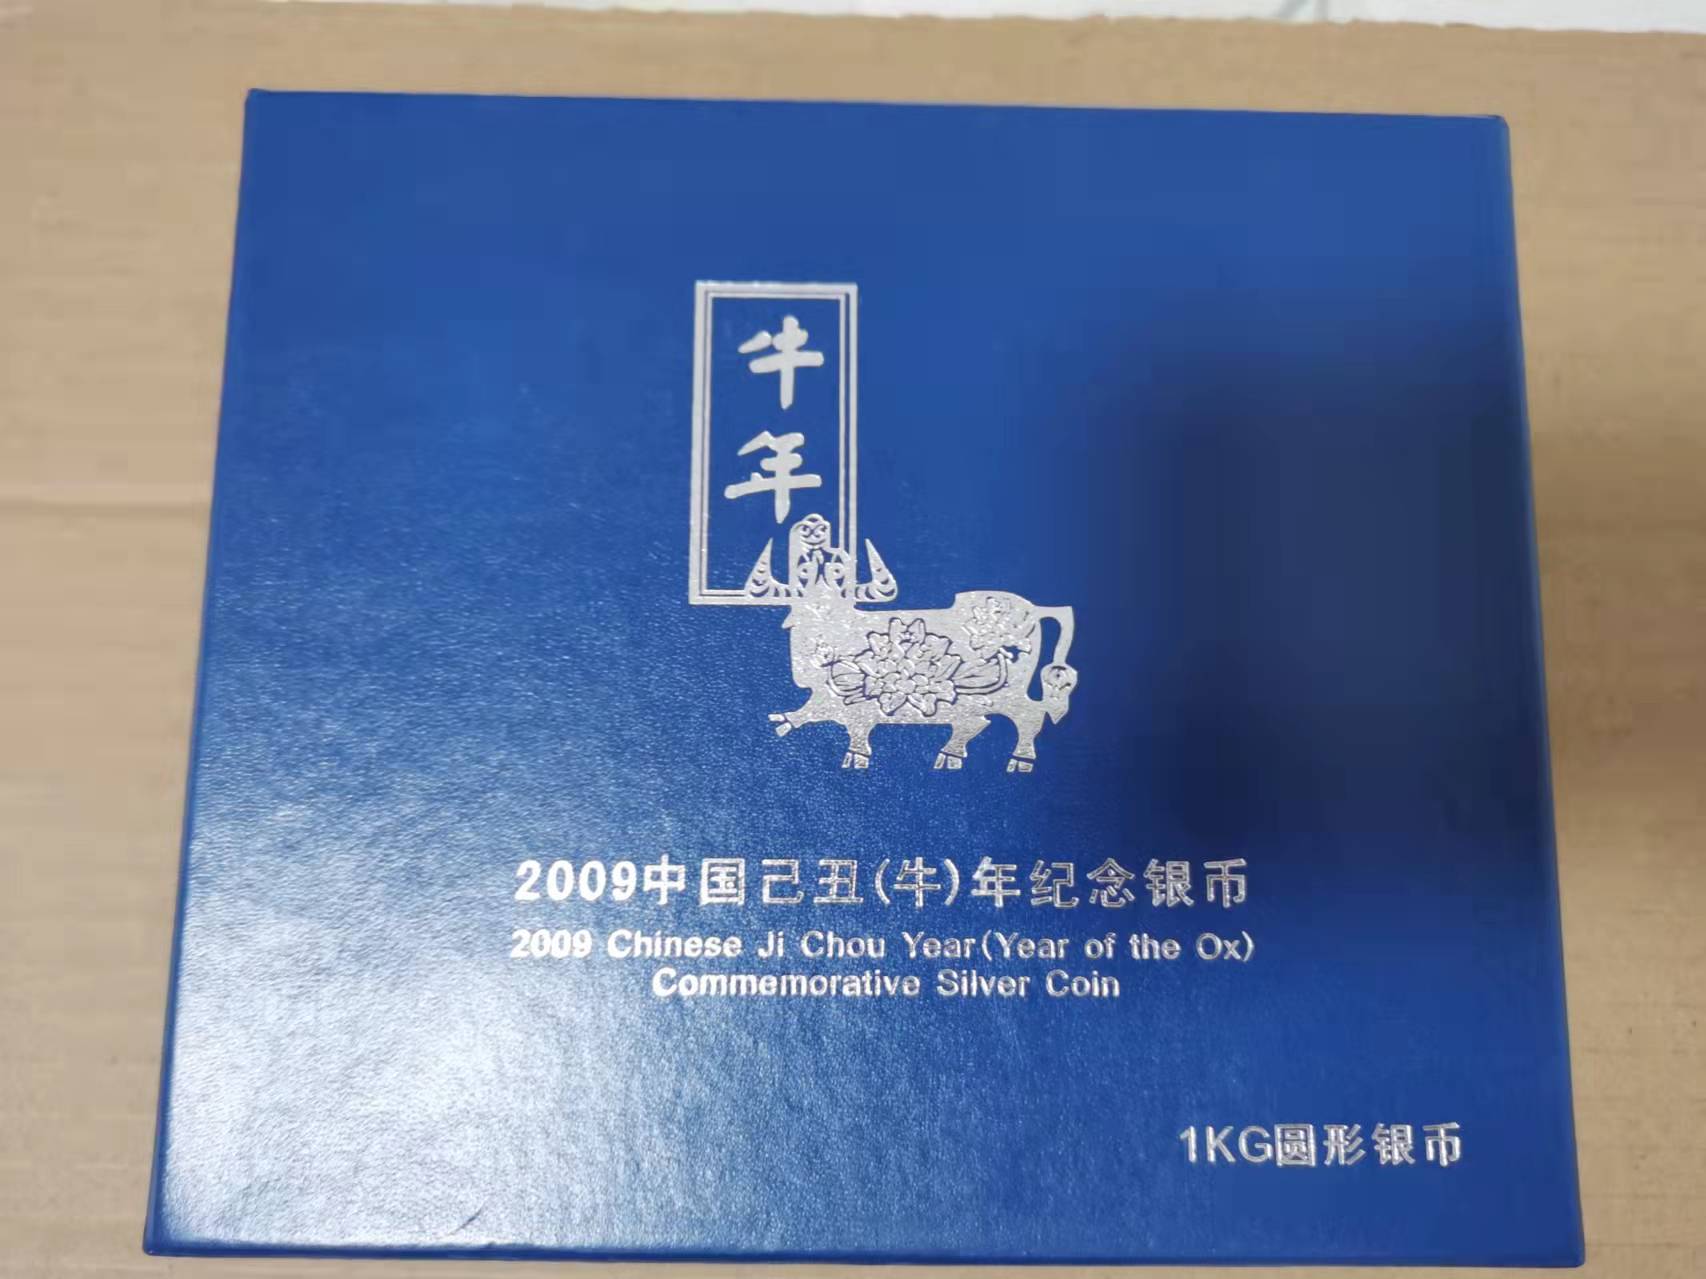 牛年
2009中国己丑(牛)年纪念银币
2009 Chinese Ji Chou Year(Year of the Ox)
Commemorative Silver Coin
1KG圆形银币